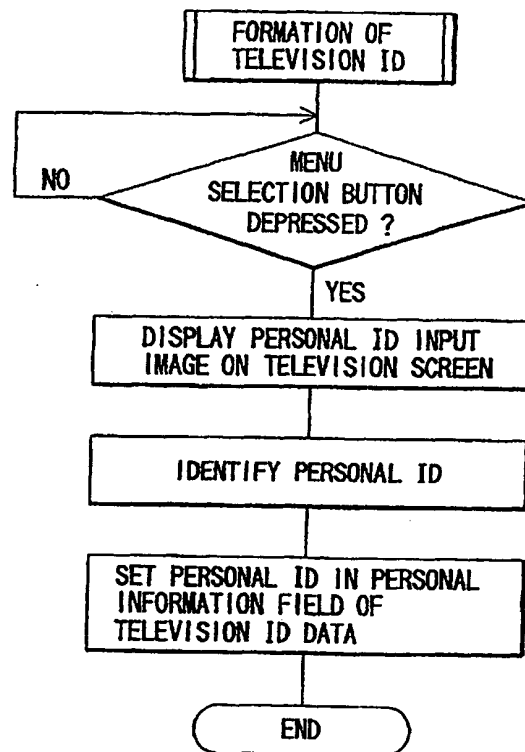 FORMATION OF
TELEVISION ID
MENU
SELECTION BUTTON
DEPRESSED ?
NO
YES
DISPLAY PERSONAL ID INPUT
IMAGE ON TELEVISION SCREEN
IDENTIFY PERSONAL ID
SET PERSONAL ID IN PERSONAL
INFORMATION FIELD OF
TELEVISION ID DATA
END